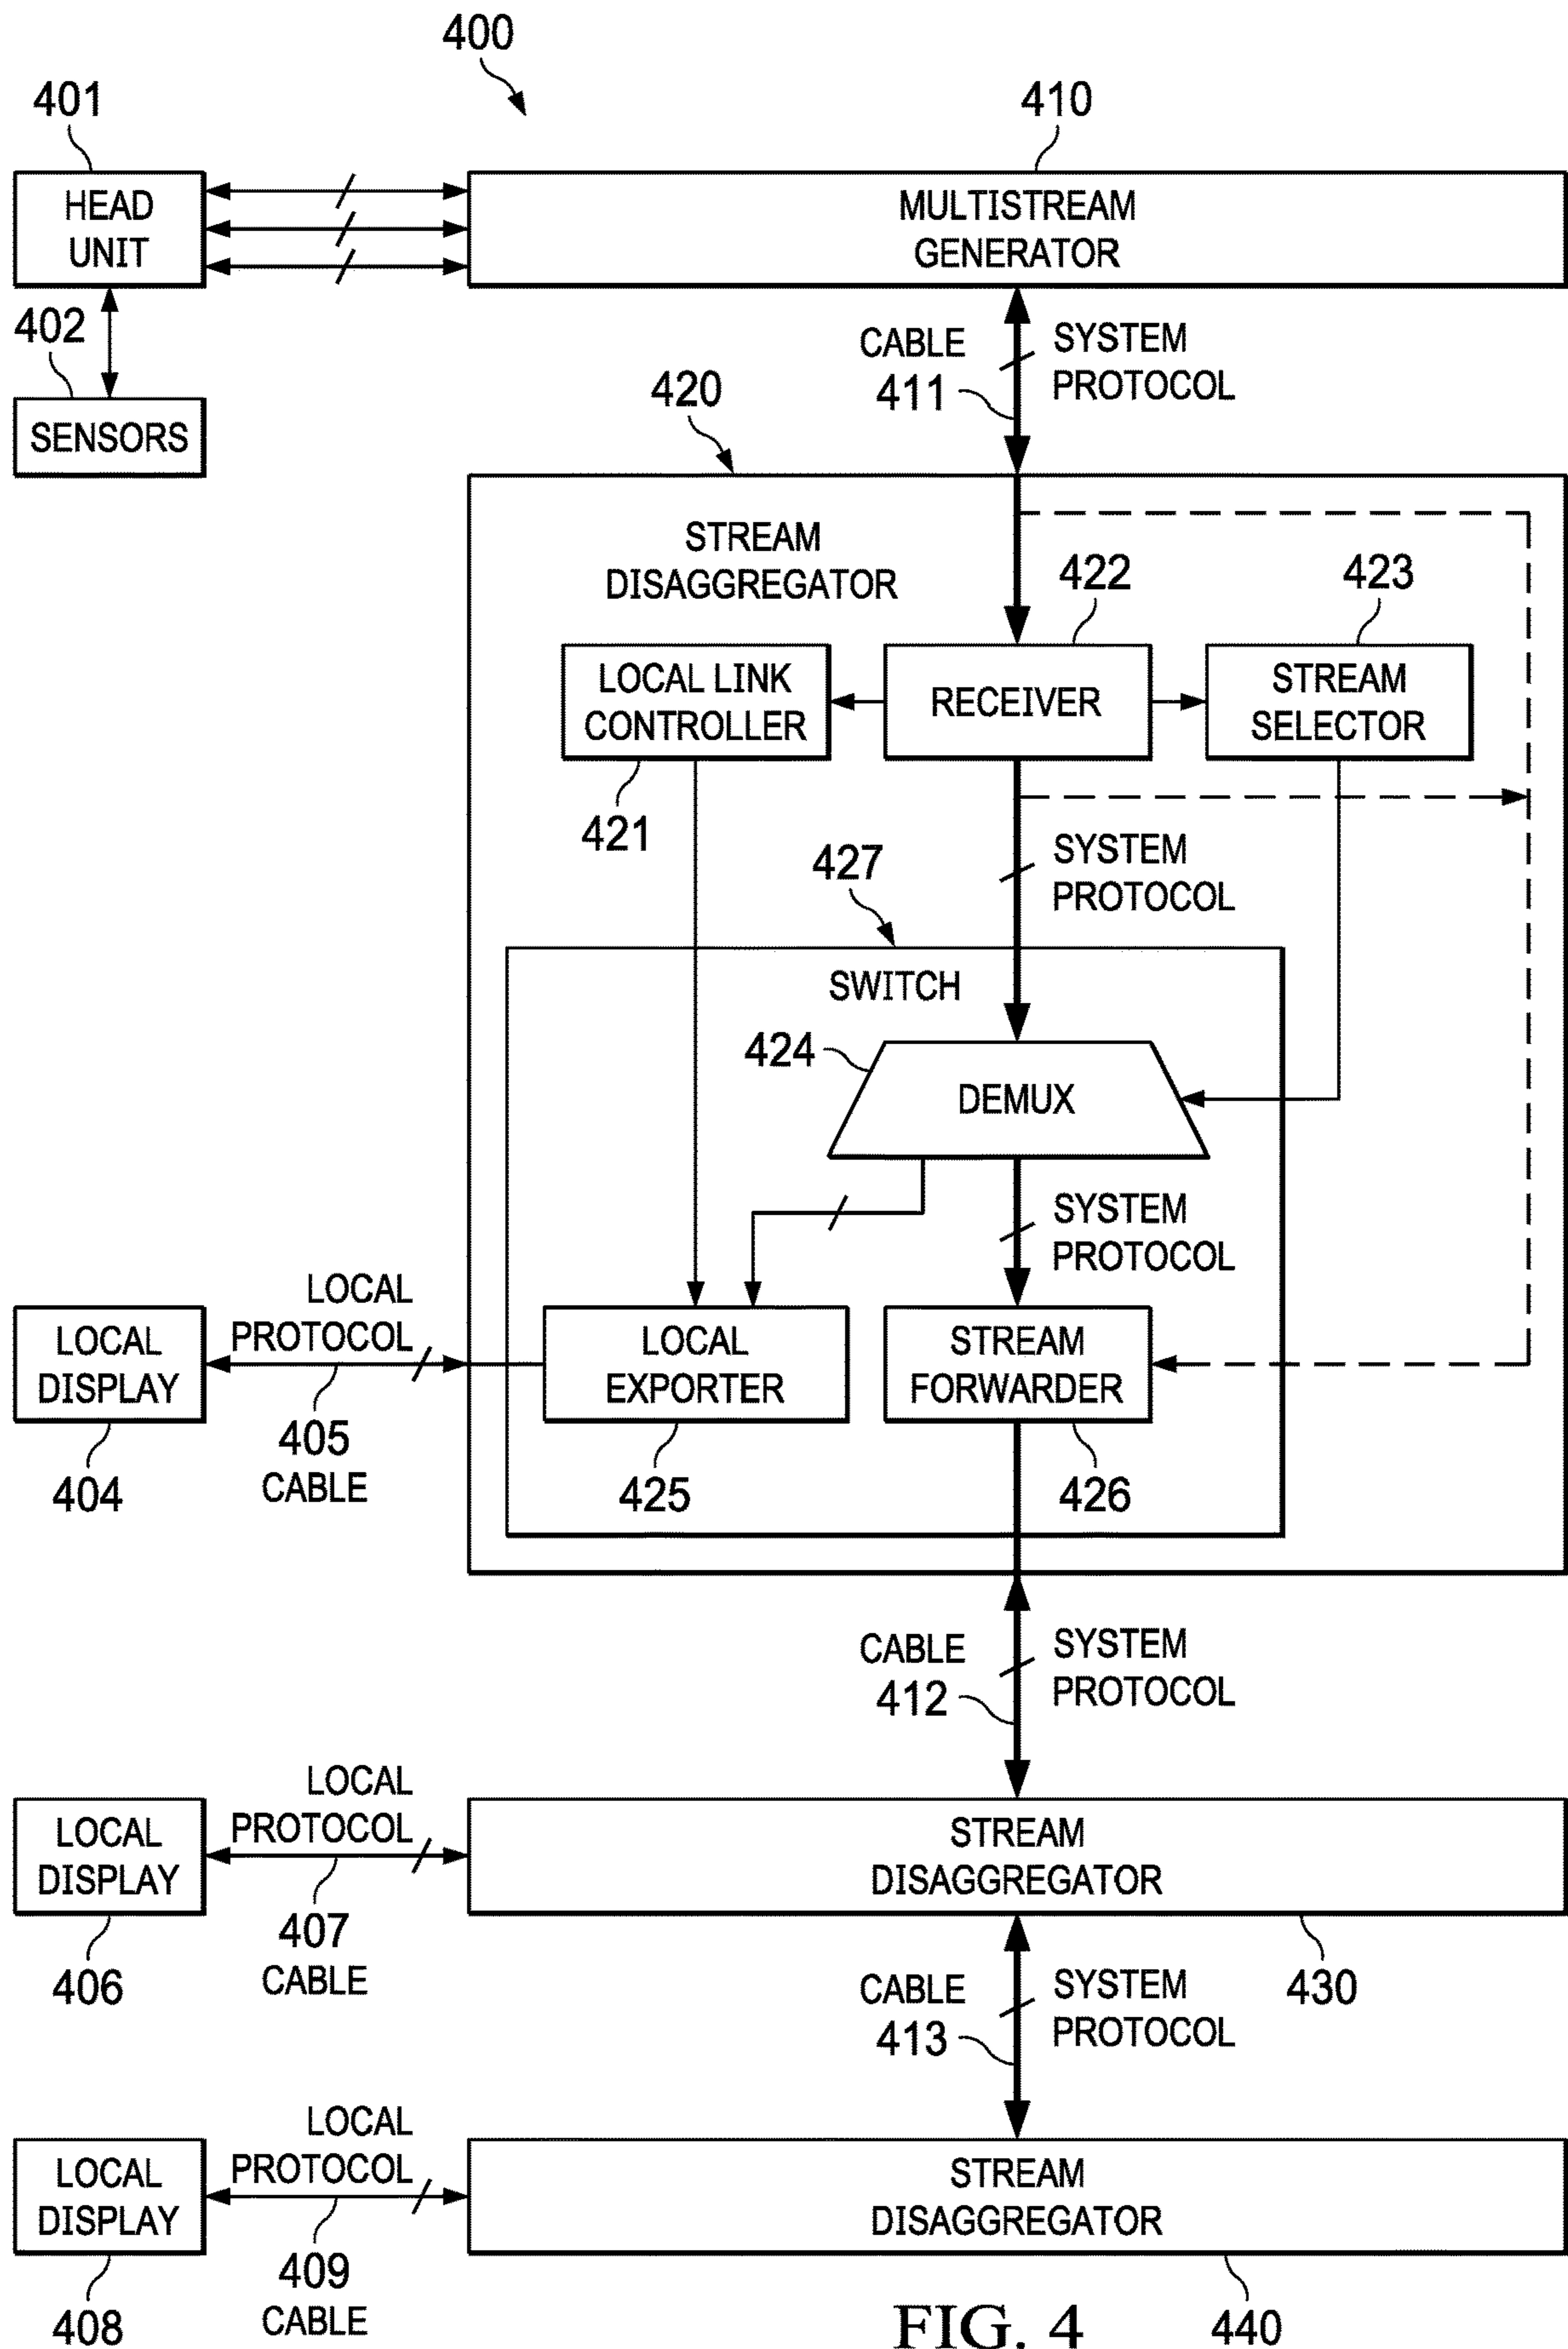 400
401
410
HEAD
UNIT
MULTISTREAM
GENERATOR
402
SENSORS
CABLE
411
SYSTEM
PROTOCOL
420
STREAM
DISAGGREGATOR
422
423
LOCAL LINK
CONTROLLER
RECEIVER
STREAM
SELECTOR
421
427
SYSTEM
PROTOCOL
SWITCH
424
DEMUX
SYSTEM
PROTOCOL
LOCAL
DISPLAY
LOCAL
PROTOCOL
LOCAL
EXPORTER
STREAM
FORWARDER
404
405
CABLE
425
426
CABLE
412
SYSTEM
PROTOCOL
LOCAL
DISPLAY
LOCAL
PROTOCOL
STREAM
DISAGGREGATOR
406
407
CABLE
430
CABLE
413
SYSTEM
PROTOCOL
LOCAL
DISPLAY
LOCAL
PROTOCOL
STREAM
DISAGGREGATOR
408
409
CABLE
440
FIG. 4